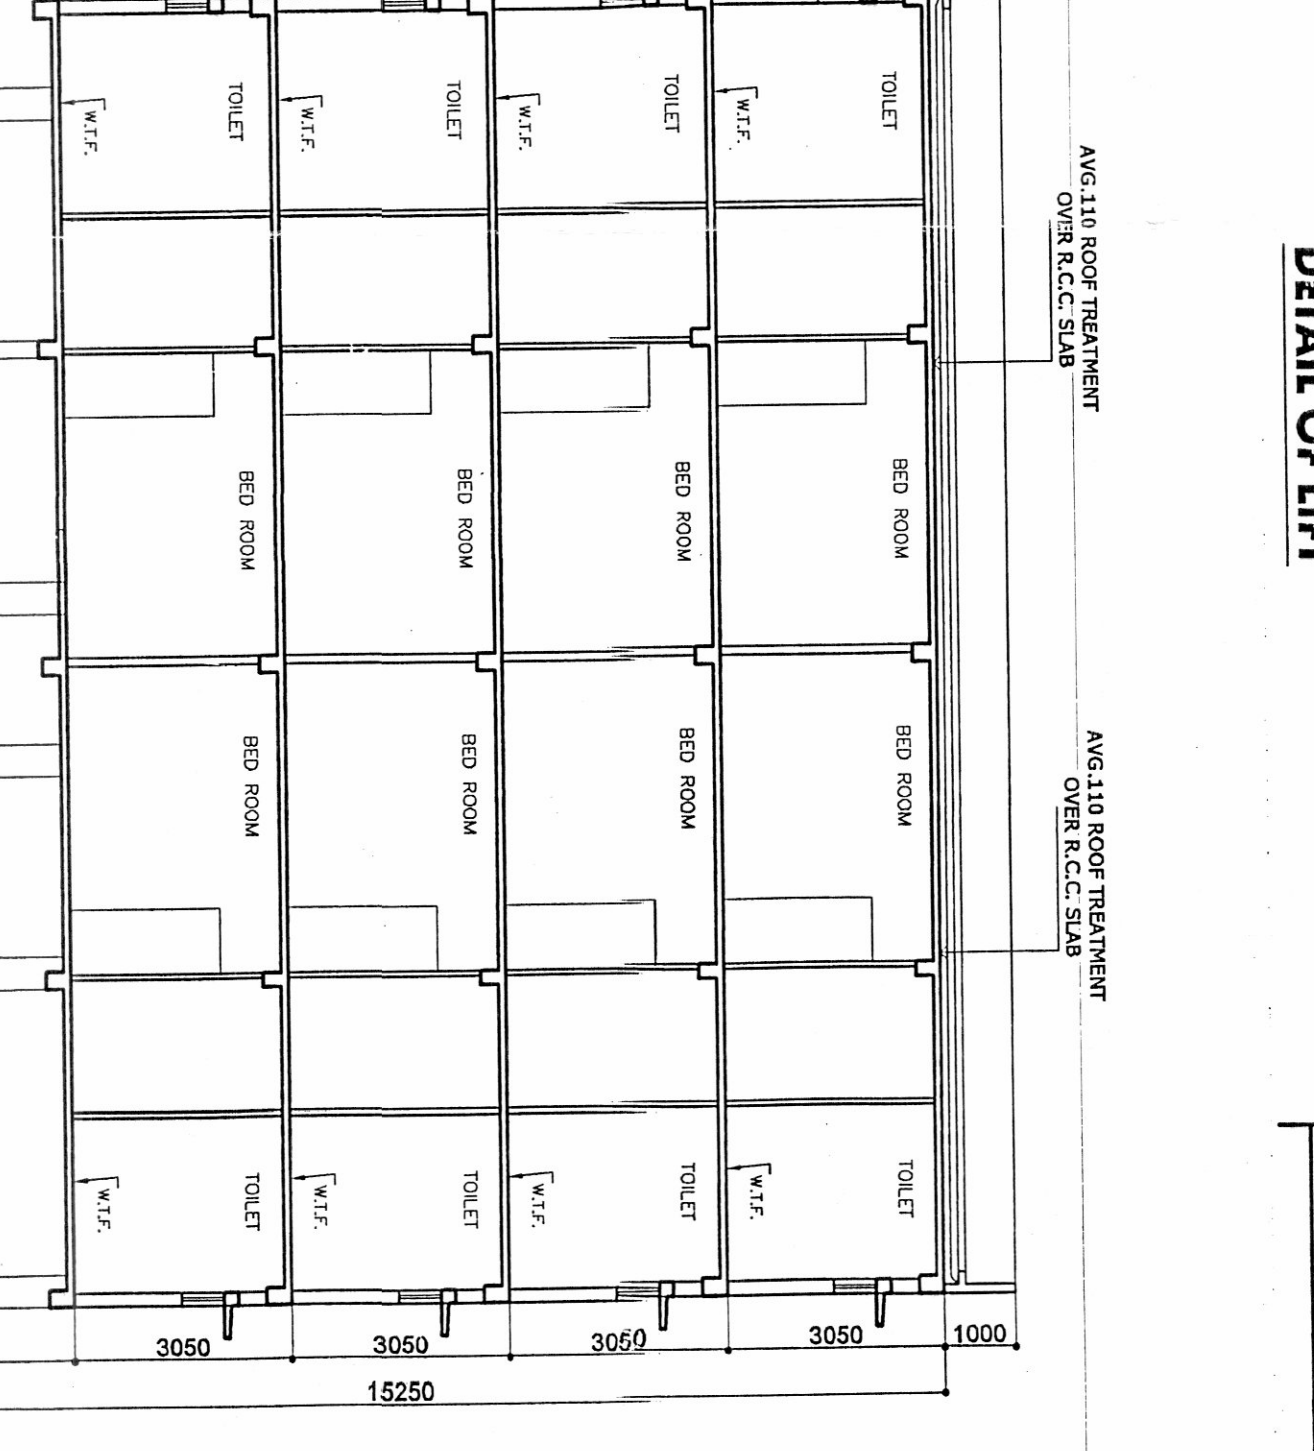 AVG.110 ROOF TREATMENT
OVER R.C.C. SLAB
AVG.110 ROOF TREATMENT
OVER R.C.C. SLAB
DETAIL OF LIFT
TOILET
W.T.F.
BED ROOM
BED ROOM
TOILET
W.T.F.
3050
TOILET
W.T.F.
BED ROOM
BED ROOM
TOILET
W.T.F.
3050
TOILET
W.T.F.
BED ROOM
BED ROOM
TOILET
W.T.F.
3050
TOILET
W.T.F.
BED ROOM
BED ROOM
TOILET
W.T.F.
3050
1000
15250